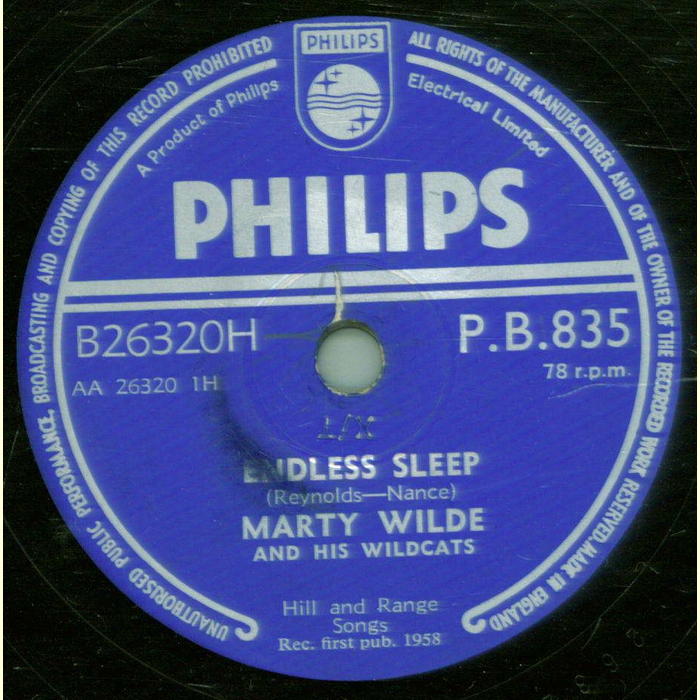 PHILIPS
UNAUTHORISED PUBLIC PERFORMANCE, BROADCASTING AND COPYING OF THIS RECORD PROHIBITED
ALL RIGHTS OF THE MANUFACTURER AND OF THE OWNER OF THE RECORDED WORK RESERVED. MADE IN ENGLAND
A Product of Philips
Electrical Limited
PHILIPS
B26320H
P.B.835
AA 26320 1H
78 r.p.m.
ENDLESS SLEEP
(Reynolds—Nance)
MARTY WILDE
AND HIS WILDCATS
Hill and Range
Songs
Rec. first pub. 1958